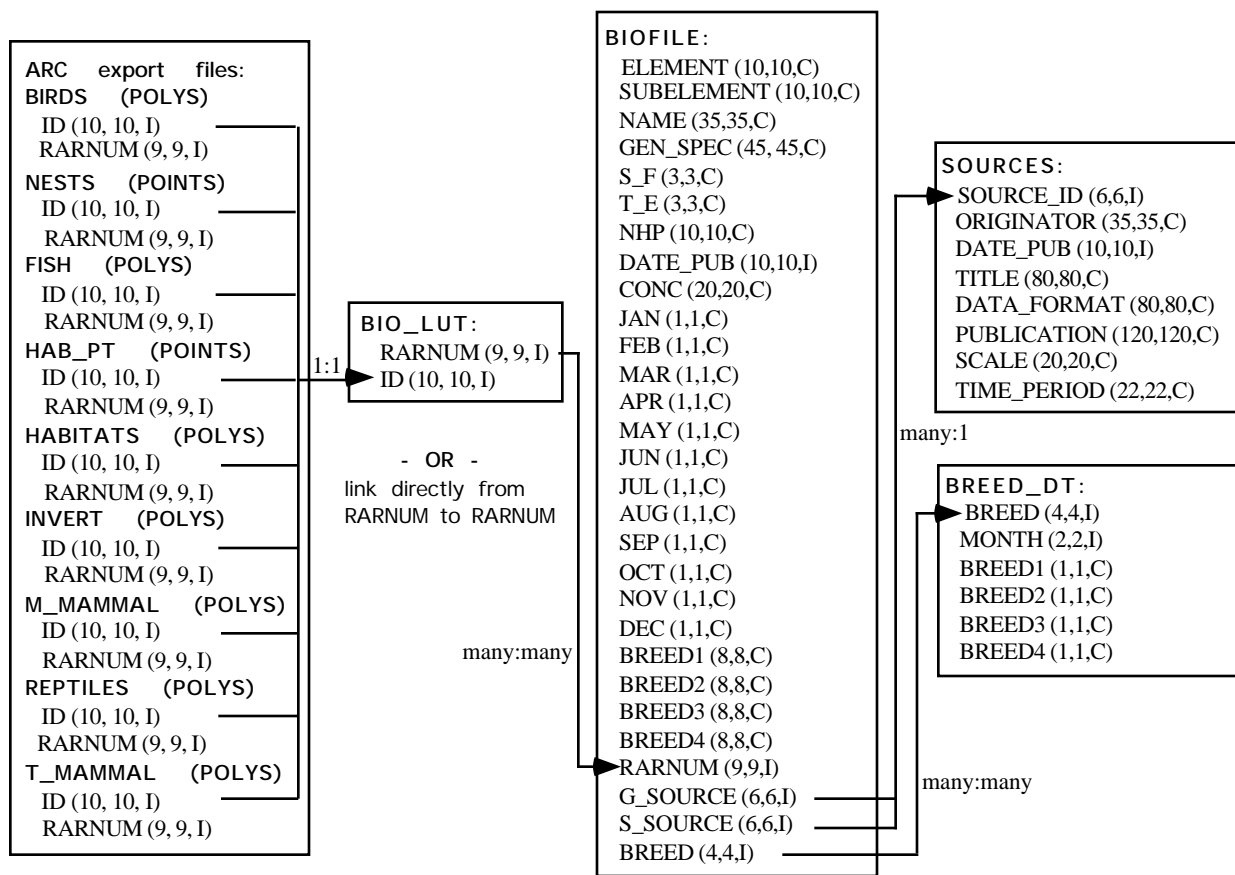 ARC export files:
BIRDS (POLYS)
ID (10, 10, I)
RARNUM (9, 9, I)
NESTS (POINTS)
ID (10, 10, I)
RARNUM (9, 9, I)
FISH (POLYS)
ID (10, 10, I)
RARNUM (9, 9, I)
HAB_PT (POINTS)
ID (10, 10, I)
RARNUM (9, 9, I)
HABITATS (POLYS)
ID (10, 10, I)
RARNUM (9, 9, I)
INVERT (POLYS)
ID (10, 10, I)
RARNUM (9, 9, I)
M_MAMMAL (POLYS)
ID (10, 10, I)
RARNUM (9, 9, I)
REPTILES (POLYS)
ID (10, 10, I)
RARNUM (9, 9, I)
T_MAMMAL (POLYS)
ID (10, 10, I)
RARNUM (9, 9, I)
1:1
BIO_LUT:
RARNUM (9, 9, I)
ID (10, 10, I)
- OR -
link directly from
RARNUM to RARNUM
many:many
BIOFILE:
ELEMENT (10,10,C)
SUBELEMENT (10,10,C)
NAME (35,35,C)
GEN_SPEC (45, 45,C)
S_F (3,3,C)
T_E (3,3,C)
NHP (10,10,C)
DATE_PUB (10,10,I)
CONC (20,20,C)
JAN (1,1,C)
FEB (1,1,C)
MAR (1,1,C)
APR (1,1,C)
MAY (1,1,C)
JUN (1,1,C)
JUL (1,1,C)
AUG (1,1,C)
SEP (1,1,C)
OCT (1,1,C)
NOV (1,1,C)
DEC (1,1,C)
BREED1 (8,8,C)
BREED2 (8,8,C)
BREED3 (8,8,C)
BREED4 (8,8,C)
RARNUM (9,9,I)
G_SOURCE (6,6,I)
S_SOURCE (6,6,I)
BREED (4,4,I)
many:1
many:many
SOURCES:
SOURCE_ID (6,6,I)
ORIGINATOR (35,35,C)
DATE_PUB (10,10,I)
TITLE (80,80,C)
DATA_FORMAT (80,80,C)
PUBLICATION (120,120,C)
SCALE (20,20,C)
TIME_PERIOD (22,22,C)
BREED_DT:
BREED (4,4,I)
MONTH (2,2,I)
BREED1 (1,1,C)
BREED2 (1,1,C)
BREED3 (1,1,C)
BREED4 (1,1,C)